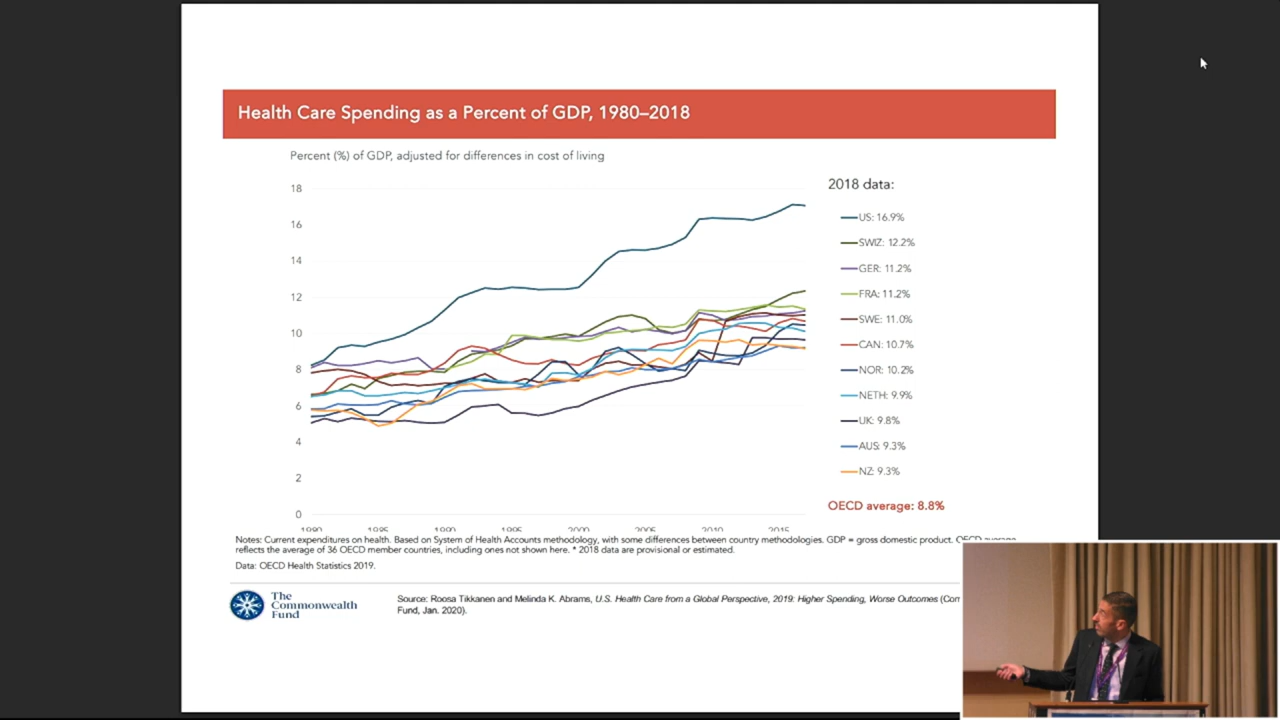 Health Care Spending as a Percent of GDP, 1980–2018
Percent (%) of GDP, adjusted for differences in cost of living
18
16
14
12
10
8
6
4
2
0
1980 1985 1990 1995 2000 2005 2010 2015
2018 data:
US: 16.9%
SWIZ: 12.2%
GER: 11.2%
FRA: 11.2%
SWE: 11.0%
CAN: 10.7%
NOR: 10.2%
NETH: 9.9%
UK: 9.8%
AUS: 9.3%
NZ: 9.3%
OECD average: 8.8%
Notes: Current expenditures on health. Based on System of Health Accounts methodology, with some differences between country methodologies. GDP = gross domestic product. OECD average
reflects the average of 36 OECD member countries, including ones not shown here. * 2018 data are provisional or estimated.
Data: OECD Health Statistics 2019.
The
Commonwealth
Fund
Source: Roosa Tikkanen and Melinda K. Abrams, U.S. Health Care from a Global Perspective, 2019: Higher Spending, Worse Outcomes
Fund, Jan. 2020).